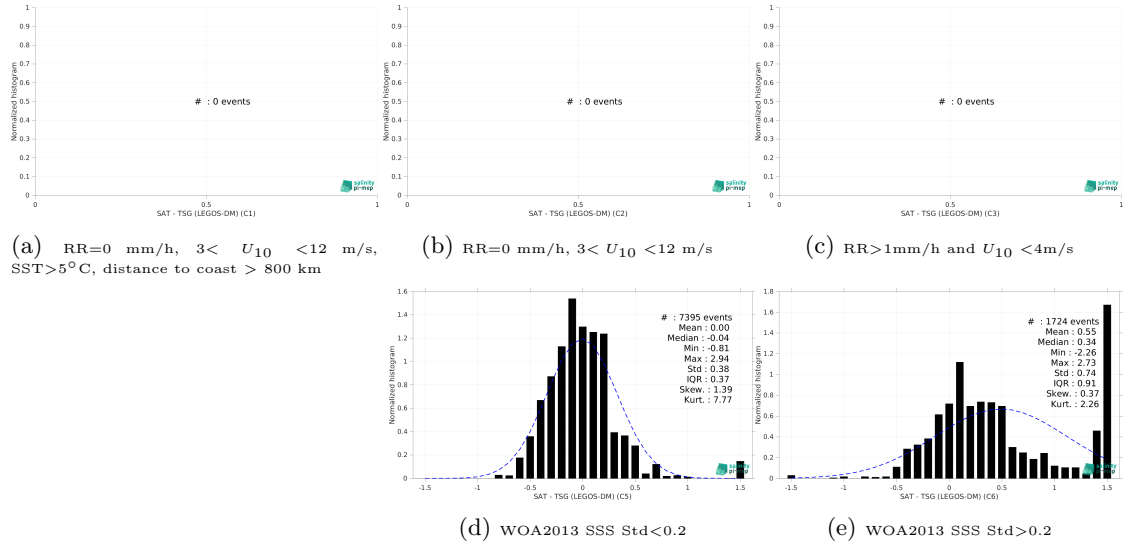 1
0.9
0.8
0.7
0.6
0.5
0.4
0.3
0.2
0.1
0
Normalized histogram
# : 0 events
salinity
pi-mep
0 0.5 1
SAT - TSG (LEGOS-DM) (C1)
1
0.9
0.8
0.7
0.6
0.5
0.4
0.3
0.2
0.1
0
Normalized histogram
# : 0 events
salinity
pi-mep
0 0.5 1
SAT - TSG (LEGOS-DM) (C2)
1
0.9
0.8
0.7
0.6
0.5
0.4
0.3
0.2
0.1
0
Normalized histogram
# : 0 events
salinity
pi-mep
0 0.5 1
SAT - TSG (LEGOS-DM) (C3)
(a) RR=0 mm/h, 3< U10 <12 m/s,
SST>5°C, distance to coast > 800 km
(b) RR=0 mm/h, 3< U10 <12 m/s
(c) RR>1mm/h and U10 <4m/s
1.6
1.4
1.2
1
0.8
0.6
0.4
0.2
0
Normalized histogram
# : 7395 events
Mean : 0.00
Median : -0.04
Min : -0.81
Max : 2.94
Std : 0.38
IQR : 0.37
Skew. : 1.39
Kurt. : 7.77
salinity
pi-mep
-1.5 -1 -0.5 0 0.5 1 1.5
SAT - TSG (LEGOS-DM) (C5)
1.8
1.6
1.4
1.2
1
0.8
0.6
0.4
0.2
0
Normalized histogram
# : 1724 events
Mean : 0.55
Median : 0.34
Min : -2.26
Max : 2.73
Std : 0.74
IQR : 0.91
Skew. : 0.37
Kurt. : 2.26
salinity
pi-mep
-1.5 -1 -0.5 0 0.5 1 1.5
SAT - TSG (LEGOS-DM) (C6)
(d) WOA2013 SSS Std<0.2
(e) WOA2013 SSS Std>0.2